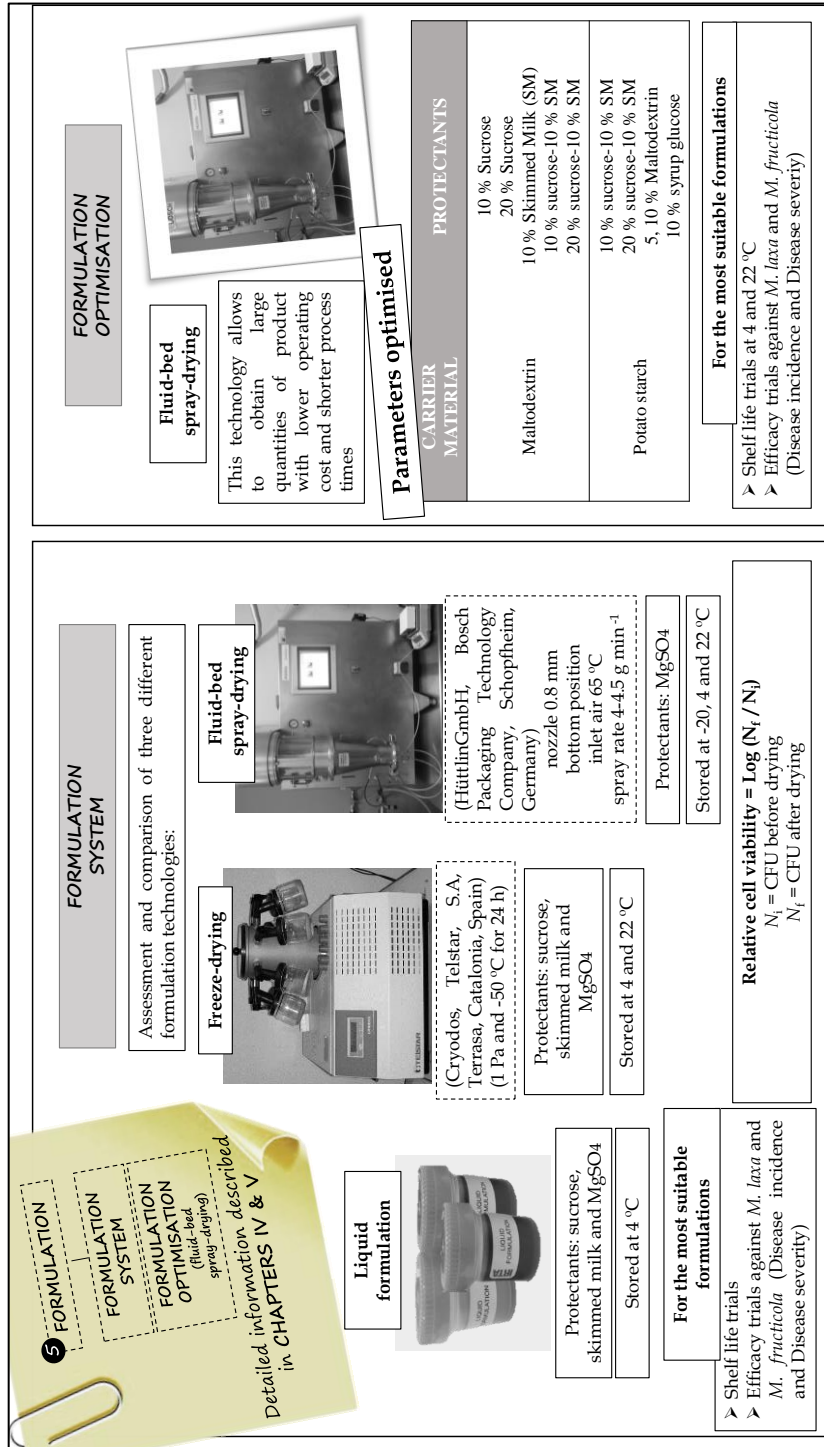 5 FORMULATION
FORMULATION
SYSTEM
FORMULATION
OPTIMISATION
(fluid-bed
spray-drying)
Detailed information described
in CHAPTERS IV & V
FORMULATION
SYSTEM
Assessment and comparison of three different
formulation technologies:
Liquid
formulation
LIQUID
FORMULATION
Protectants: sucrose,
skimmed milk and MgSO4
Stored at 4 ºC
Freeze-drying
TELSTAR
(Cryodos, Telstar, S.A,
Terrasa, Catalonia, Spain)
(1 Pa and -50 ºC for 24 h)
Protectants: sucrose,
skimmed milk and
MgSO4
Stored at 4 and 22 ºC
Fluid-bed
spray-drying
(HüttlinGmbH, Bosch
Packaging Technology
Company, Schopfheim,
Germany)
nozzle 0.8 mm
bottom position
inlet air 65 ºC
spray rate 4-4.5 g min -1
Protectants: MgSO4
Stored at -20, 4 and 22 ºC
For the most suitable
formulations
➢ Shelf life trials
➢ Efficacy trials against M. laxa and
M. fructicola (Disease incidence
and Disease severity)
Relative cell viability = Log (Nf / Ni)
Ni = CFU before drying
Nf = CFU after drying
FORMULATION
OPTIMISATION
Fluid-bed
spray-drying
This technology allows
to obtain large
quantities of product
with lower operating
cost and shorter process
times
Parameters optimised
CARRIER
MATERIAL
PROTECTANTS
Maltodextrin
10 % Sucrose
20 % Sucrose
10 % Skimmed Milk (SM)
10 % sucrose-10 % SM
20 % sucrose-10 % SM
Potato starch
10 % sucrose-10 % SM
20 % sucrose-10 % SM
5, 10 % Maltodextrin
10 % syrup glucose
For the most suitable formulations
➢ Shelf life trials at 4 and 22 ºC
➢ Efficacy trials against M. laxa and M. fructicola
(Disease incidence and Disease severiy)